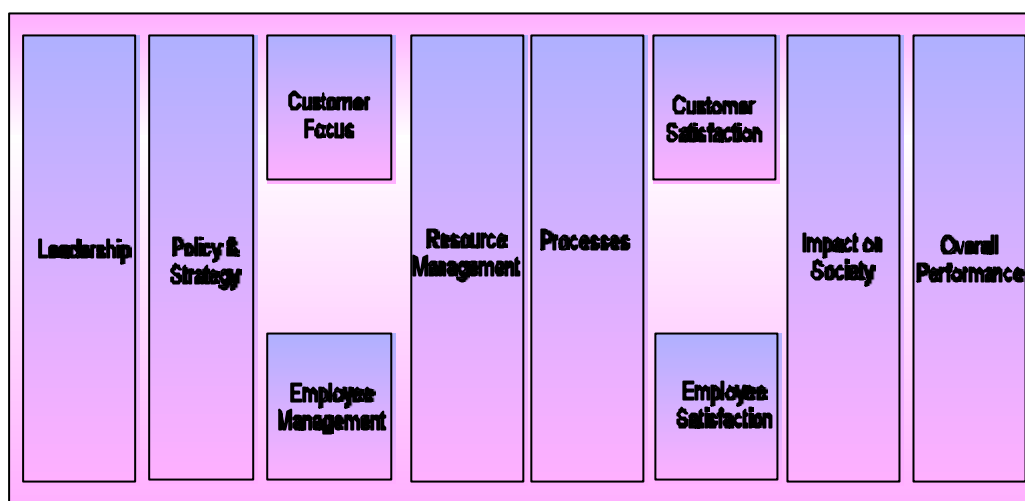 Leadership
Policy &
Strategy
Customer
Focus
Employee
Management
Resource
Management
Processes
Customer
Satisfaction
Employee
Satisfaction
Impact on
Society
Overall
Performance